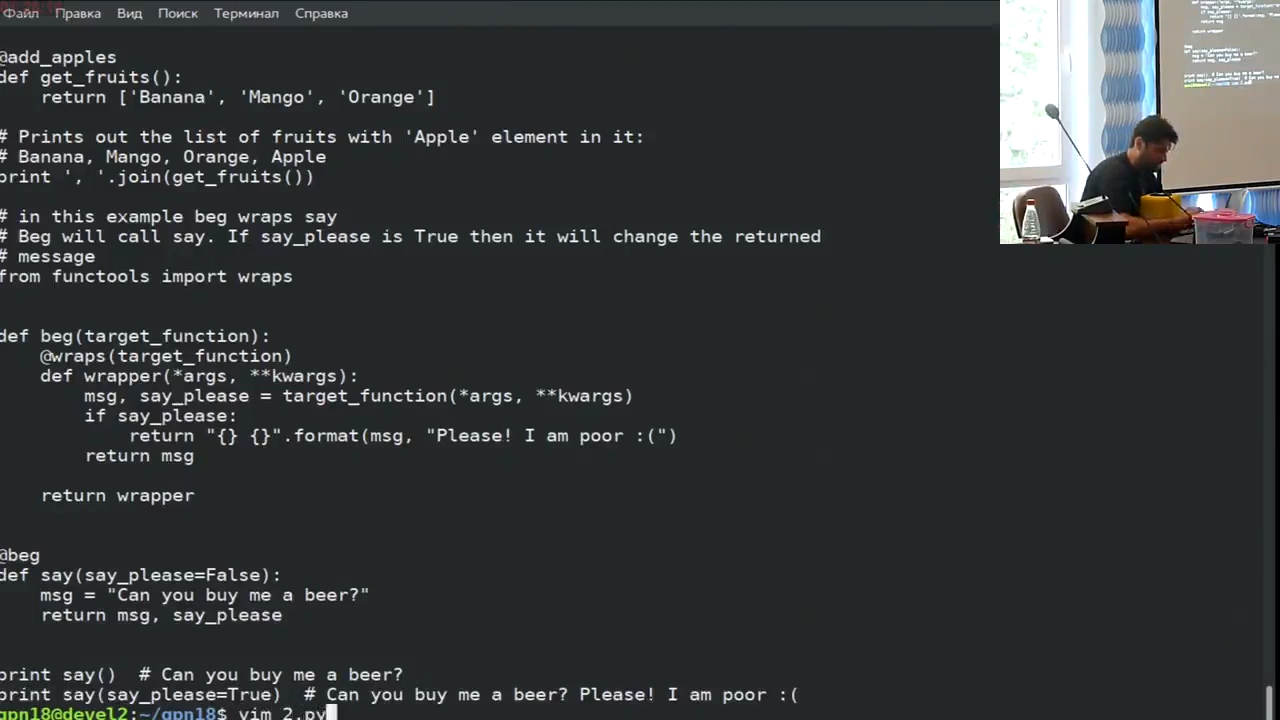 Файл Правка Вид Поиск Терминал Справка
@add_apples
def get_fruits():
    return ['Banana', 'Mango', 'Orange']
# Prints out the list of fruits with 'Apple' element in it:
# Banana, Mango, Orange, Apple
print ', '.join(get_fruits())
# in this example beg wraps say
# Beg will call say. If say_please is True then it will change the returned
# message
from functools import wraps
def beg(target_function):
    @wraps(target_function)
    def wrapper(*args, **kwargs):
        msg, say_please = target_function(*args, **kwargs)
        if say_please:
            return "{} {}".format(msg, "Please! I am poor :(")
        return msg
    return wrapper
@beg
def say(say_please=False):
    msg = "Can you buy me a beer?"
    return msg, say_please
print say()  # Can you buy me a beer?
print say(say_please=True)  # Can you buy me a beer? Please! I am poor :(
gpn18@devel2:~/gpn18$ vim 2.py